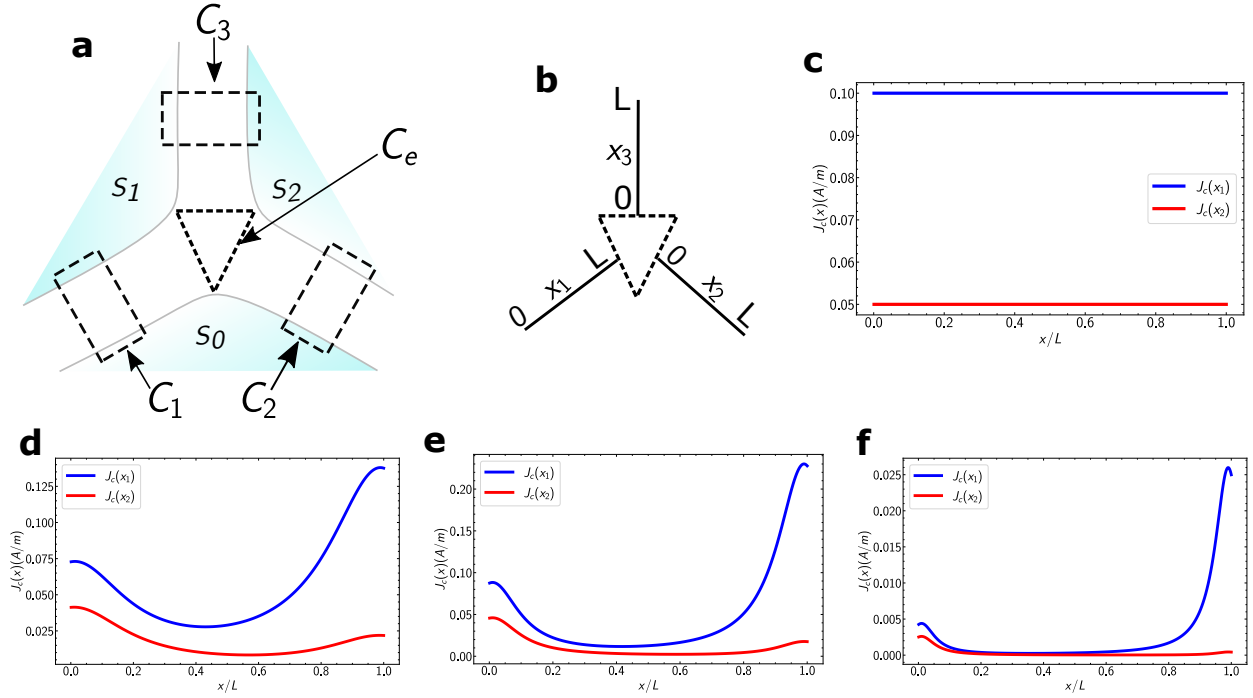 a
C3
S1
S2
Ce
S0
C1
C2
b
L
x3
0
L
0
x1
x2
0
L
c
Jc(x)(A/m)
0.10
0.09
0.08
0.07
0.06
0.05
Jc(x1)
Jc(x2)
0.0 0.2 0.4 0.6 0.8 1.0
x/L
d
Jc(x)(A/m)
0.125
0.100
0.075
0.050
0.025
Jc(x1)
Jc(x2)
0.0 0.2 0.4 0.6 0.8 1.0
x/L
e
Jc(x)(A/m)
0.20
0.15
0.10
0.05
0.00
Jc(x1)
Jc(x2)
0.0 0.2 0.4 0.6 0.8 1.0
x/L
f
Jc(x)(A/m)
0.025
0.020
0.015
0.010
0.005
0.000
Jc(x1)
Jc(x2)
0.0 0.2 0.4 0.6 0.8 1.0
x/L